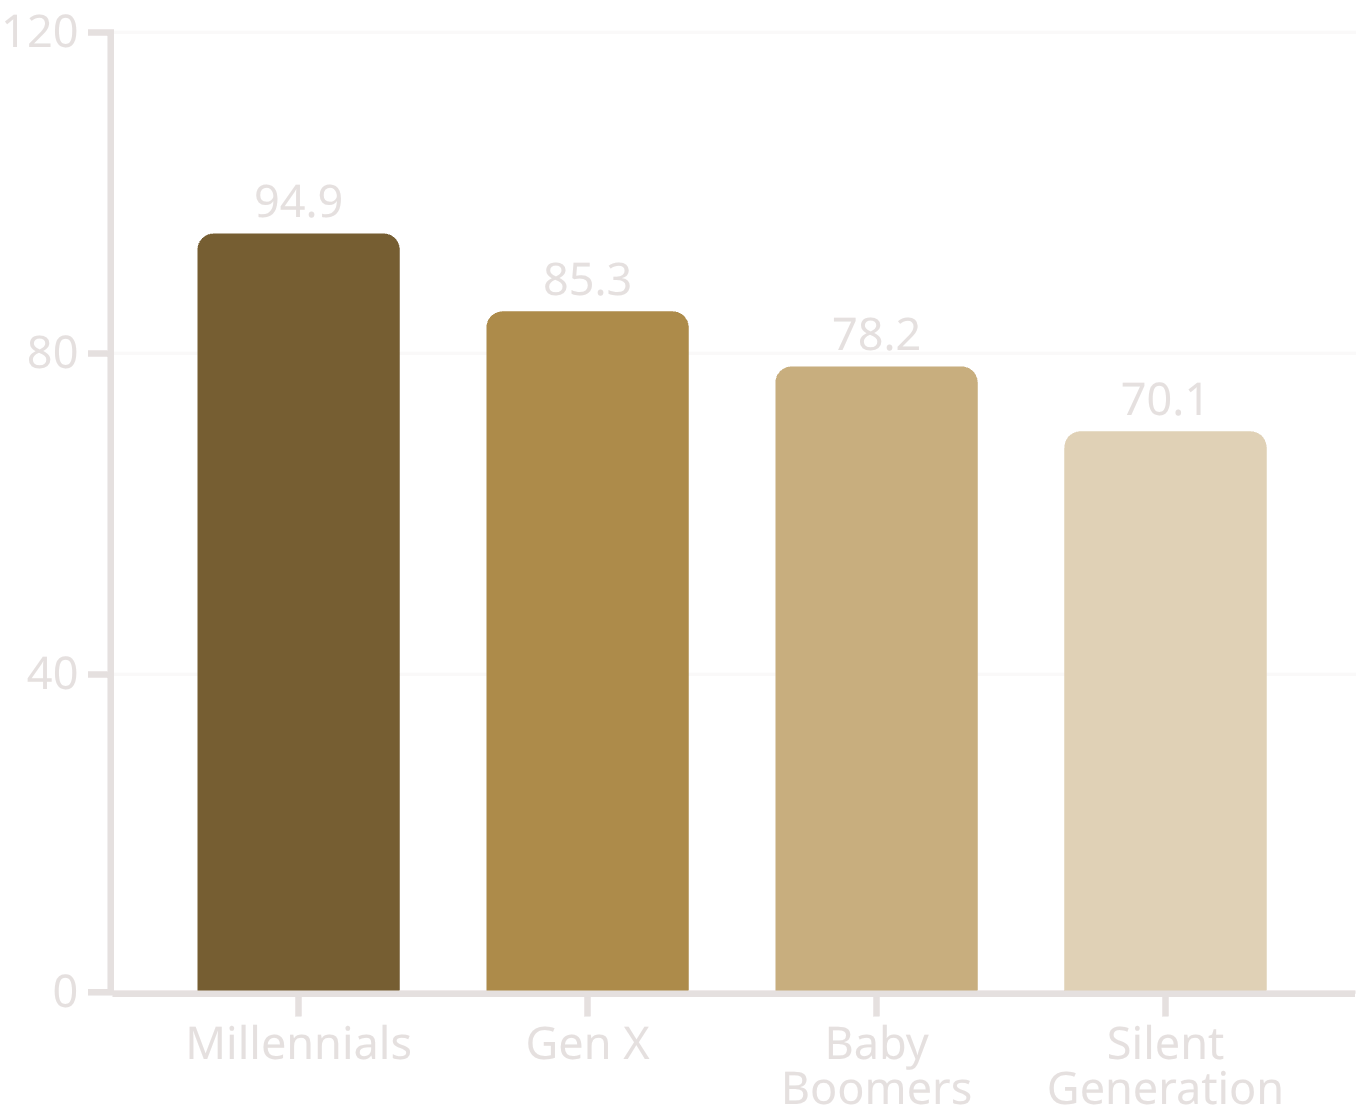 120
94.9
85.3
78.2
80
70.1
40
0
Millennials
Gen X
Baby
Boomers
Silent
Generation